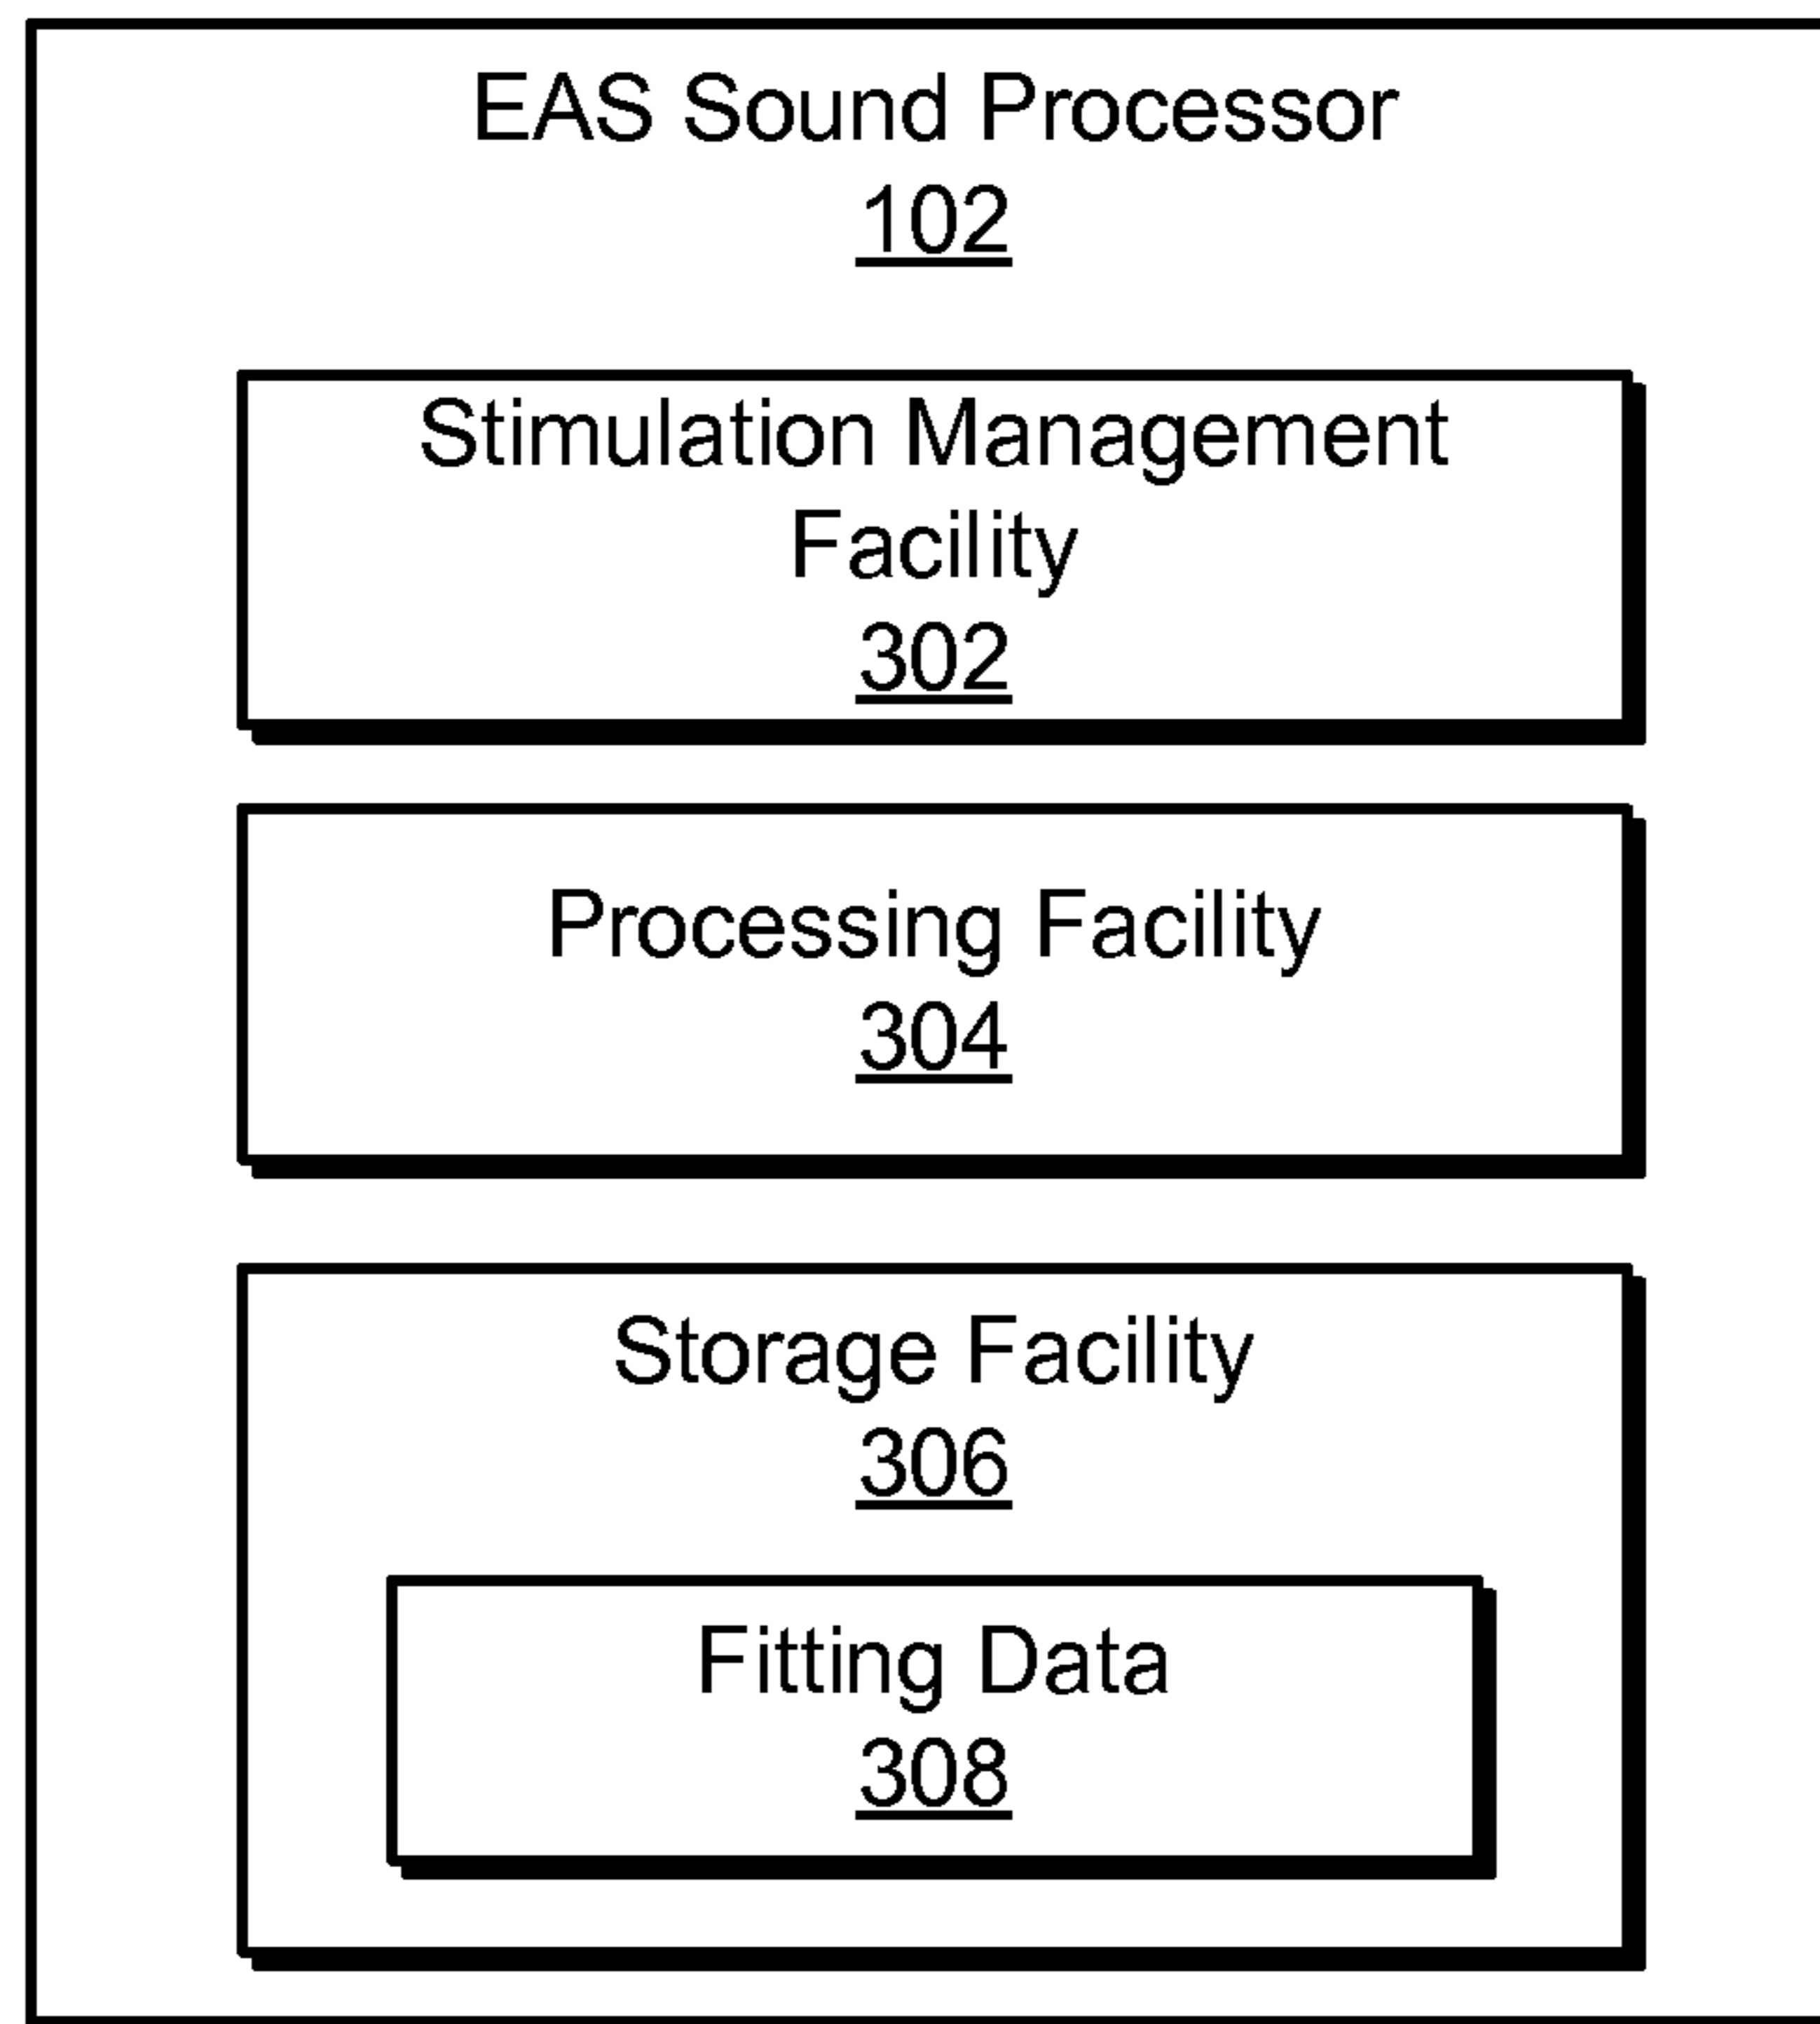 EAS Sound Processor
102
Stimulation Management
Facility
302
Processing Facility
304
Storage Facility
306
Fitting Data
308